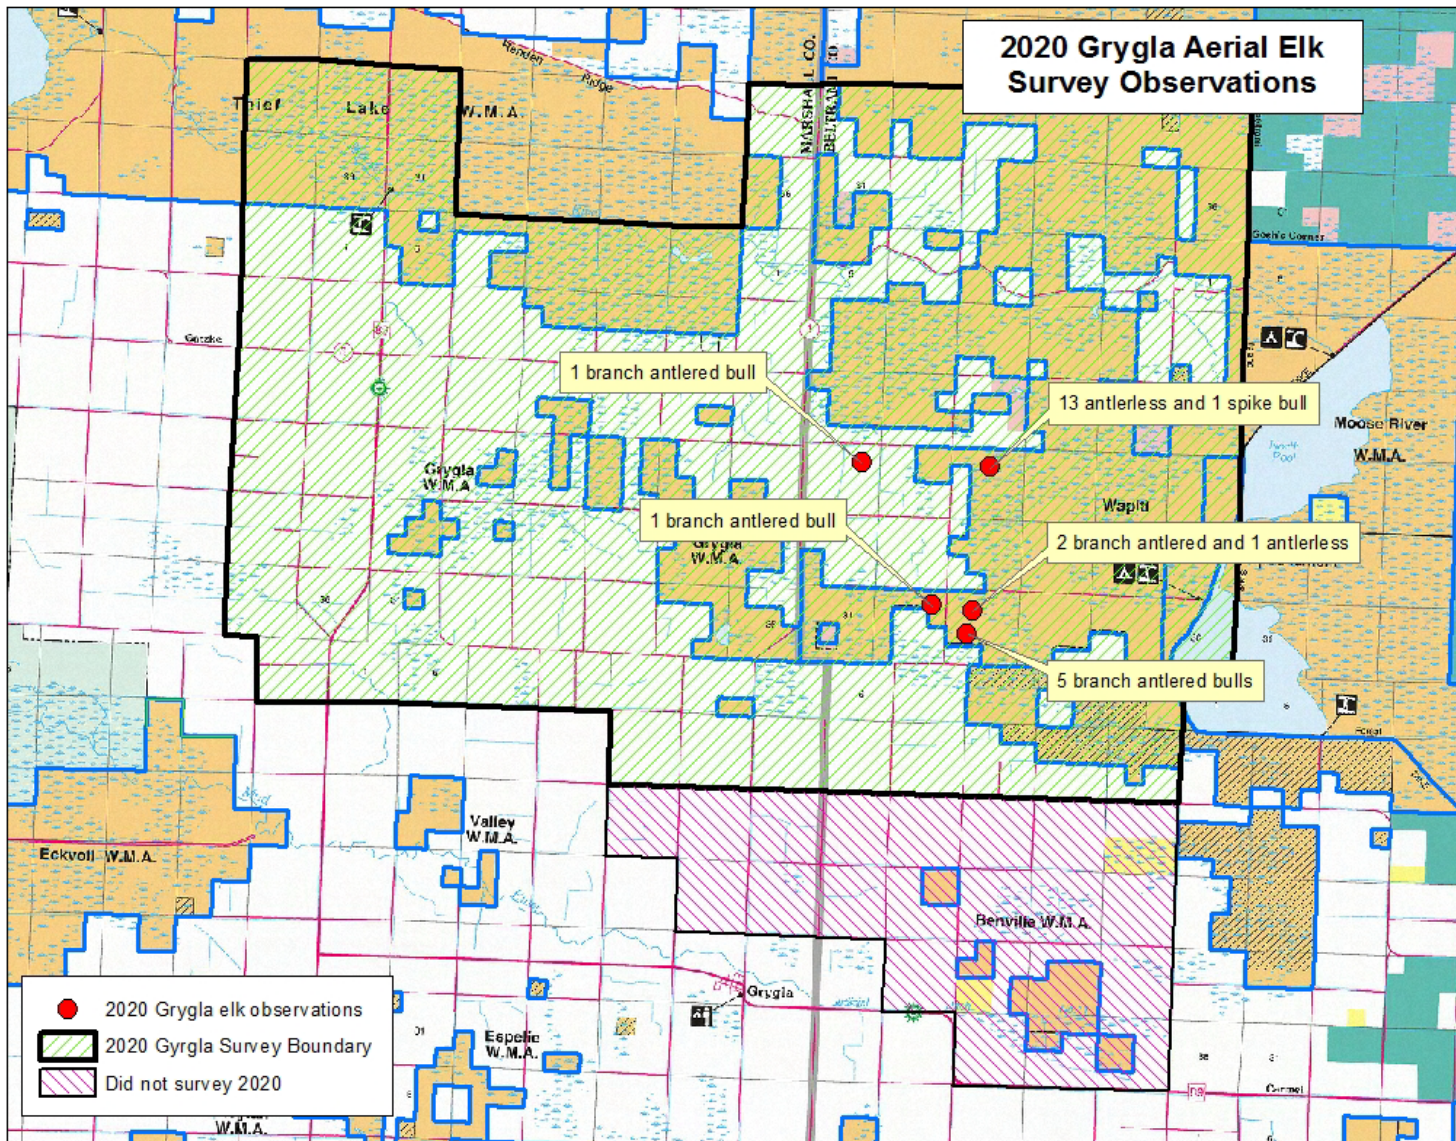 2020 Grygla Aerial Elk
Survey Observations
MARSHALL CO.
BELTRAMI CO.
Ridge
Thief Lake W.M.A.
Goch's Corner
Gatzke
1
1 branch antlered bull
13 antlerless and 1 spike bull
Moose River
W.M.A.
Grygla
W.M.A.
Wapiti
1 branch antlered bull
2 branch antlered and 1 antlerless
Grygla
W.M.A.
5 branch antlered bulls
Valley
W.M.A.
Eckvoll W.M.A.
Benville W.M.A.
Grygla
Espelie
W.M.A.
Carmel
W.M.A.
2020 Grygla elk observations
2020 Gyrgla Survey Boundary
Did not survey 2020